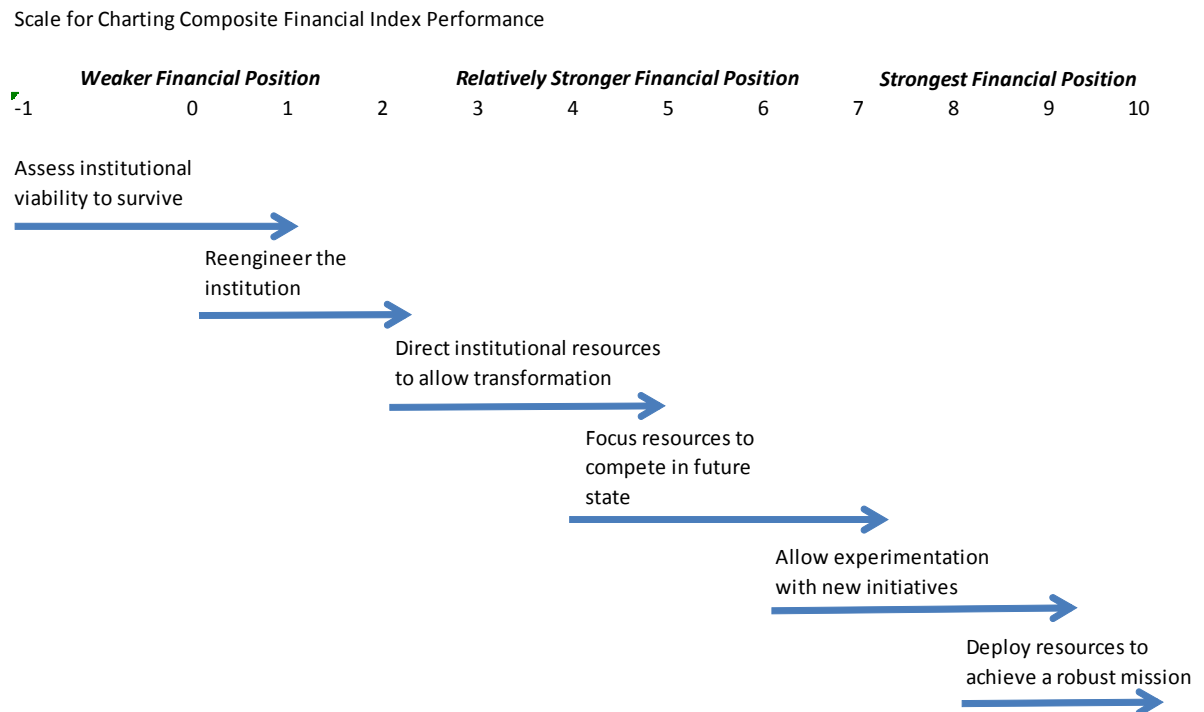 Scale for Charting Composite Financial Index Performance
Weaker Financial Position Relatively Stronger Financial Position Strongest Financial Position
-1 0 1 2 3 4 5 6 7 8 9 10
Assess institutional
viability to survive
Reengineer the
institution
Direct institutional resources
to allow transformation
Focus resources to
compete in future
state
Allow experimentation
with new initiatives
Deploy resources to
achieve a robust mission